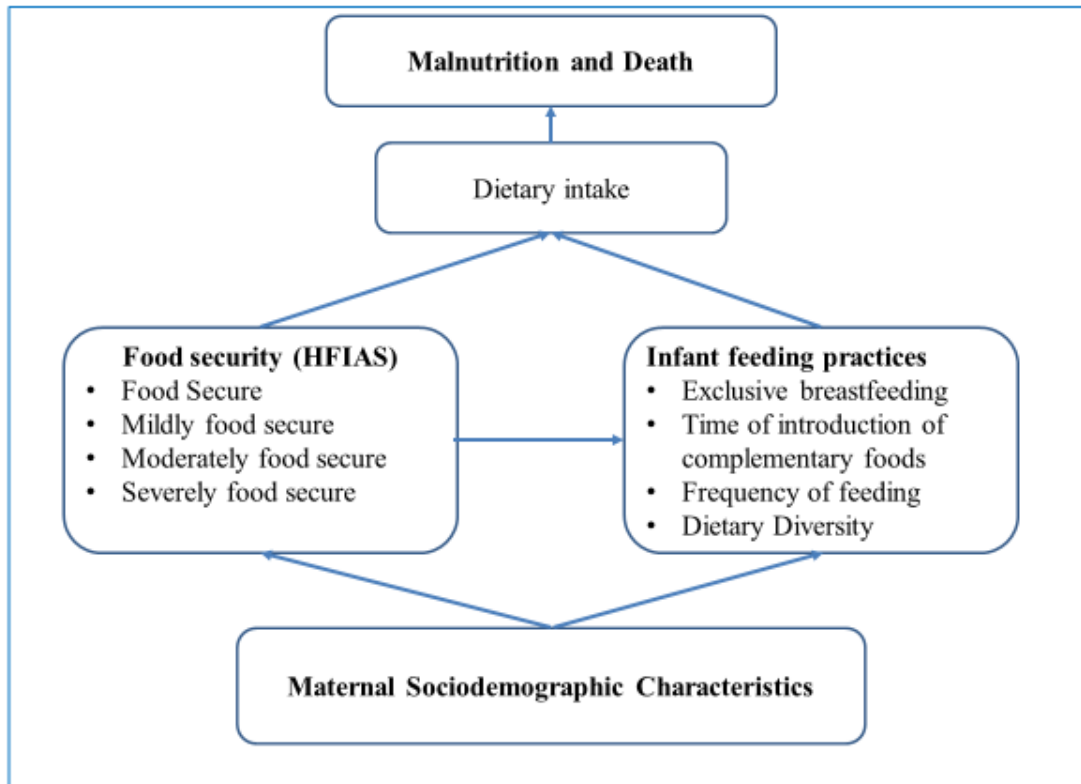 Malnutrition and Death
Dietary intake
Food security (HFIAS)
• Food Secure
• Mildly food secure
• Moderately food secure
• Severely food secure
Infant feeding practices
• Exclusive breastfeeding
• Time of introduction of
complementary foods
• Frequency of feeding
• Dietary Diversity
Maternal Sociodemographic Characteristics